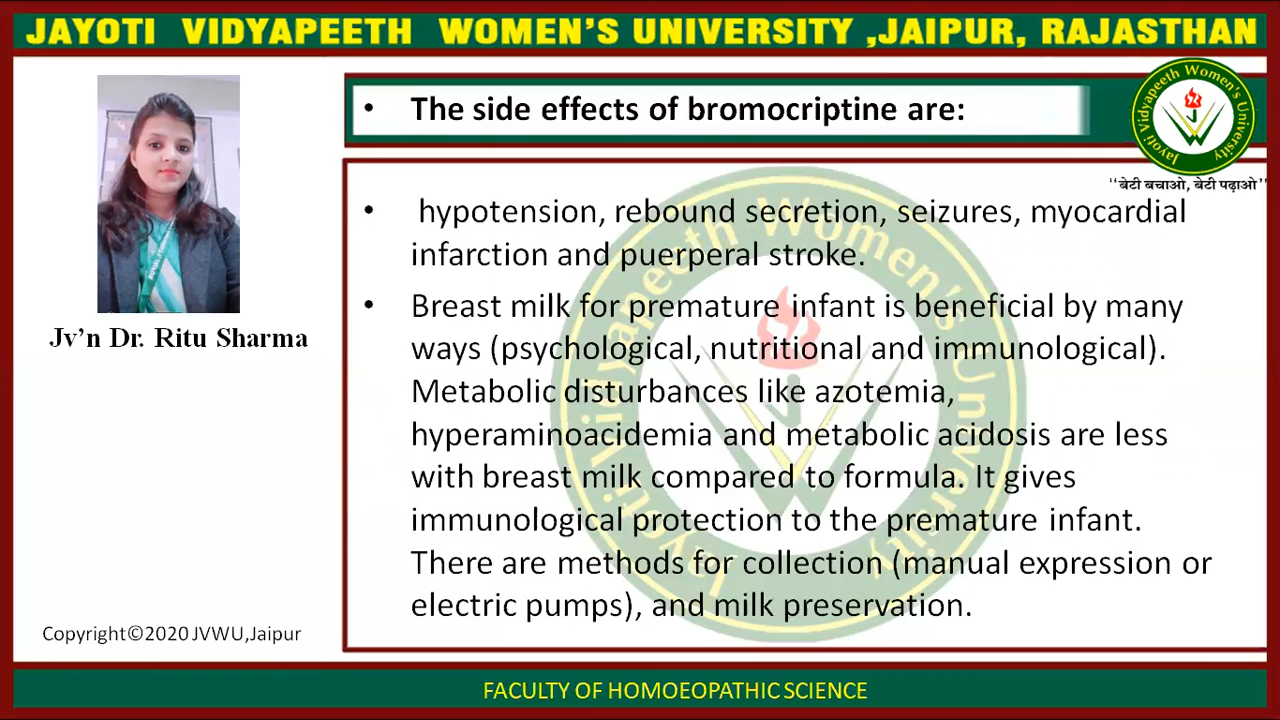 JAYOTI VIDYAPEETH WOMEN'S UNIVERSITY ,JAIPUR, RAJASTHAN
• The side effects of bromocriptine are:
Jayoti Vidyapeeth Women's University
“बेटी बचाओ, बेटी पढ़ाओ”
Jv'n Dr. Ritu Sharma
• hypotension, rebound secretion, seizures, myocardial
infarction and puerperal stroke.
• Breast milk for premature infant is beneficial by many
ways (psychological, nutritional and immunological).
Metabolic disturbances like azotemia,
hyperaminoacidemia and metabolic acidosis are less
with breast milk compared to formula. It gives
immunological protection to the premature infant.
There are methods for collection (manual expression or
electric pumps), and milk preservation.
Jayoti Vidyapeeth Women's University
Copyright©2020 JVWU,Jaipur
FACULTY OF HOMOEOPATHIC SCIENCE